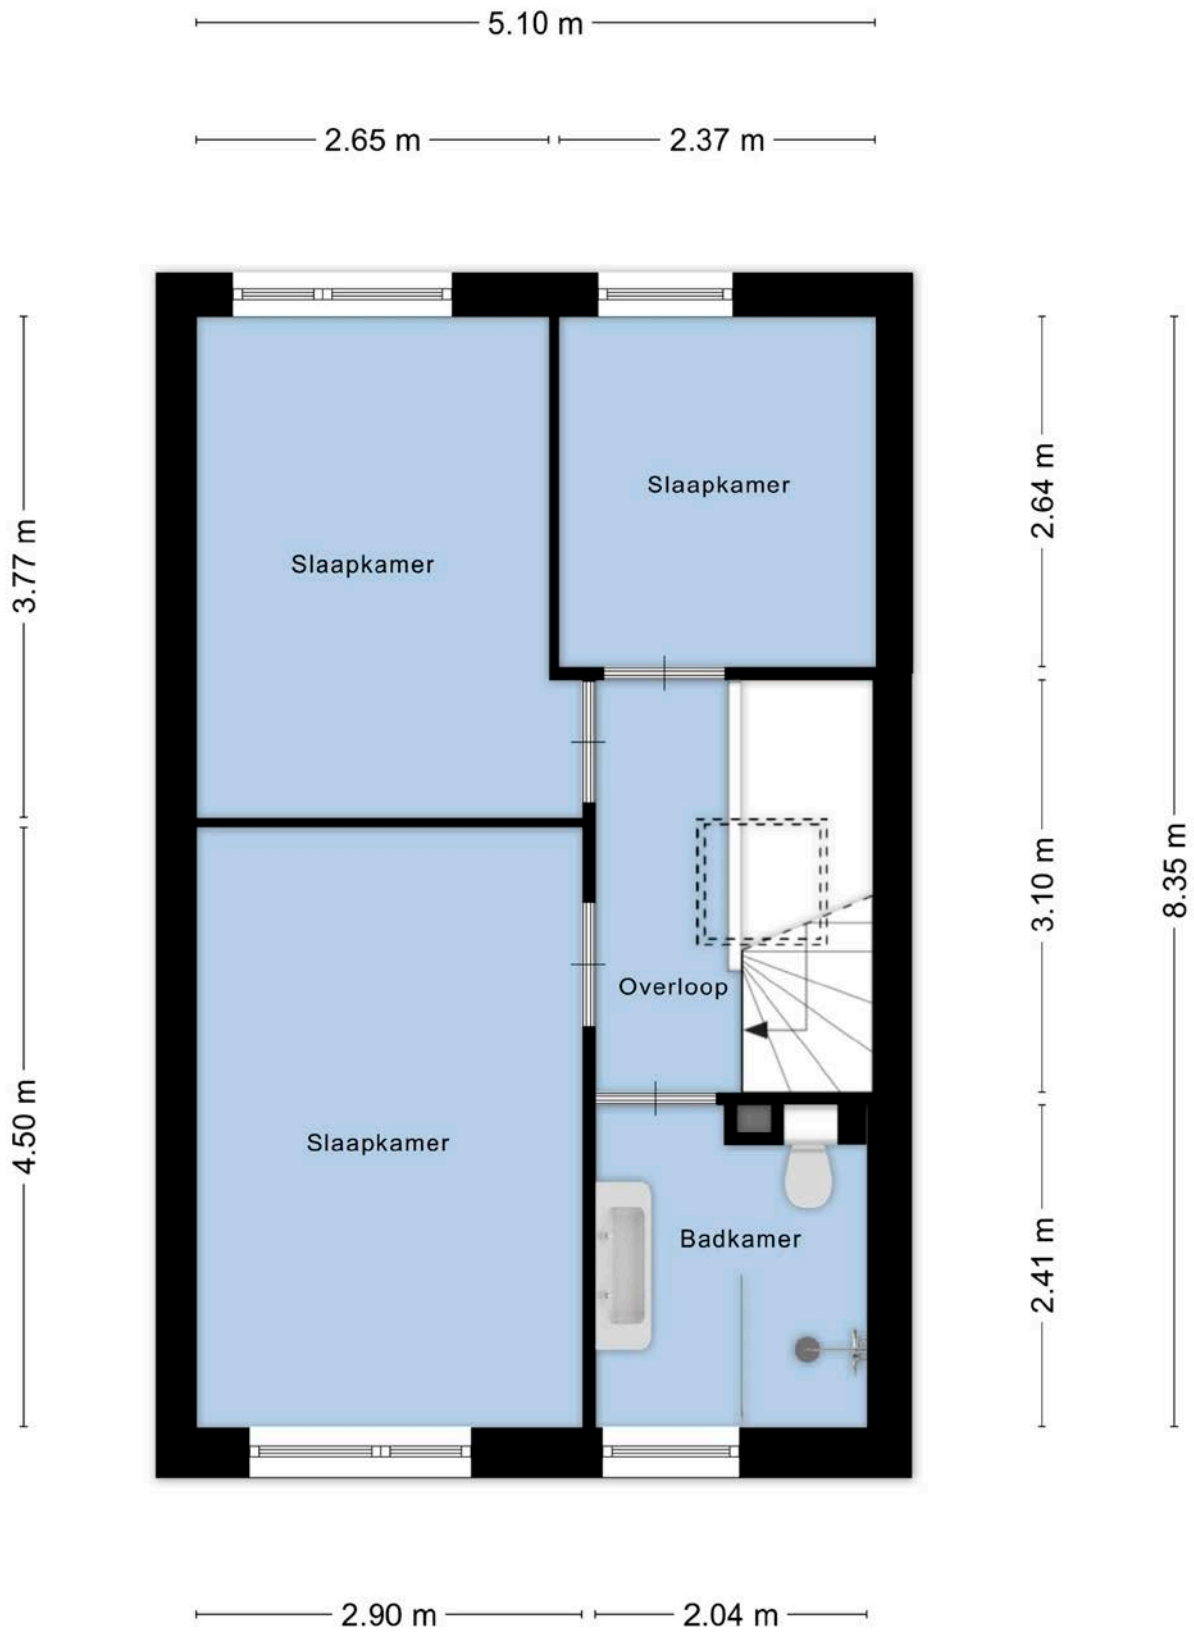 5.10 m
2.65 m
2.37 m
Slaapkamer
2.64 m
3.77 m
Slaapkamer
8.35 m
3.10 m
Overloop
4.50 m
Slaapkamer
Badkamer
2.41 m
2.90 m
2.04 m